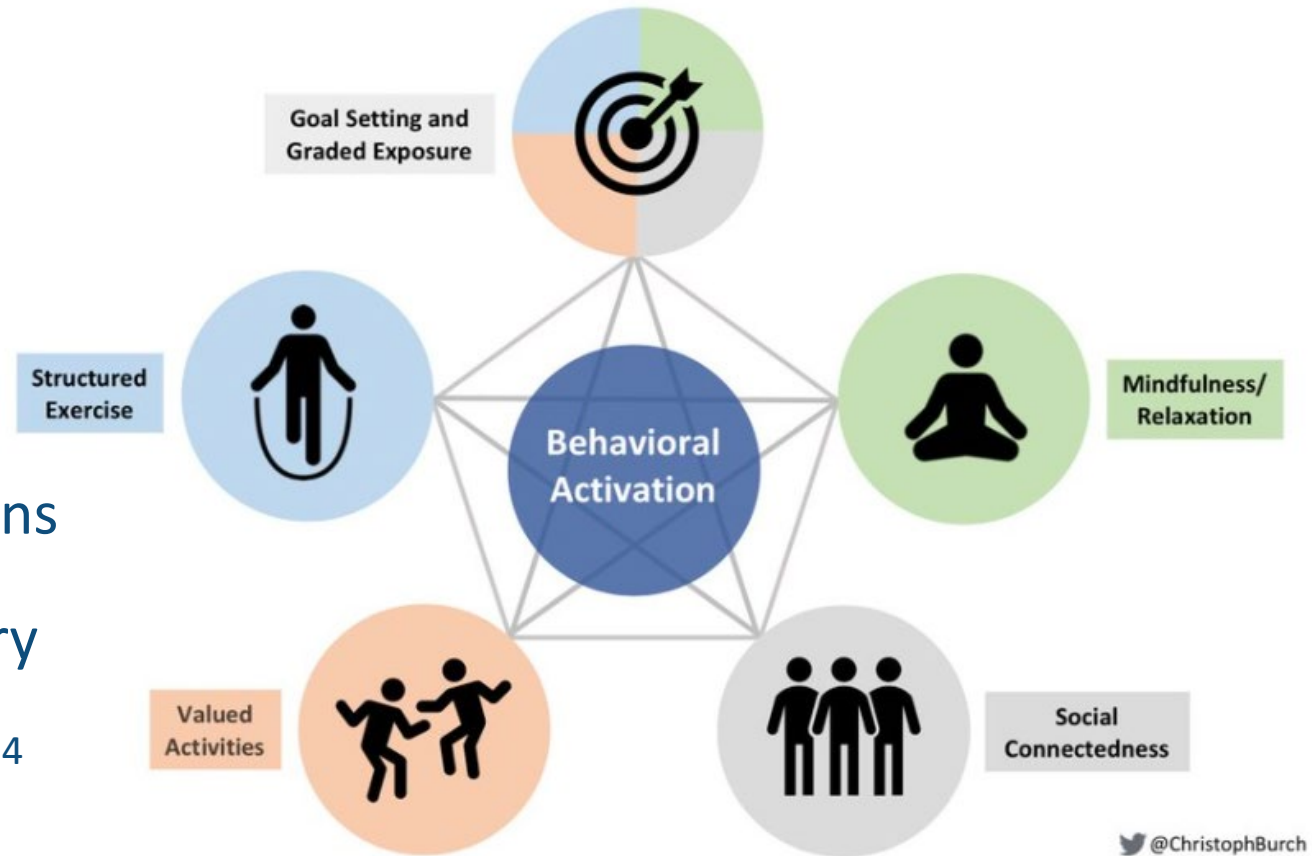 Goal Setting and
Graded Exposure
Structured
Exercise
Mindfulness/
Relaxation
Behavioral
Activation
ns
ry
4
Valued
Activities
Social
Connectedness
@ChristophBurch